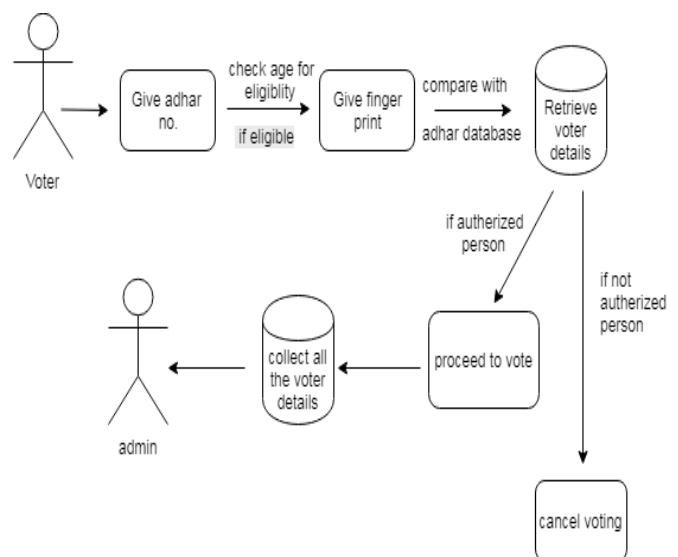 Voter
Give adhar
no.
check age for
eligiblity
if eligible
Give finger
print
compare with
adhar database
Retrieve
voter
details
if autherized
person
if not
autherized
person
proceed to vote
collect all
the voter
details
admin
cancel voting